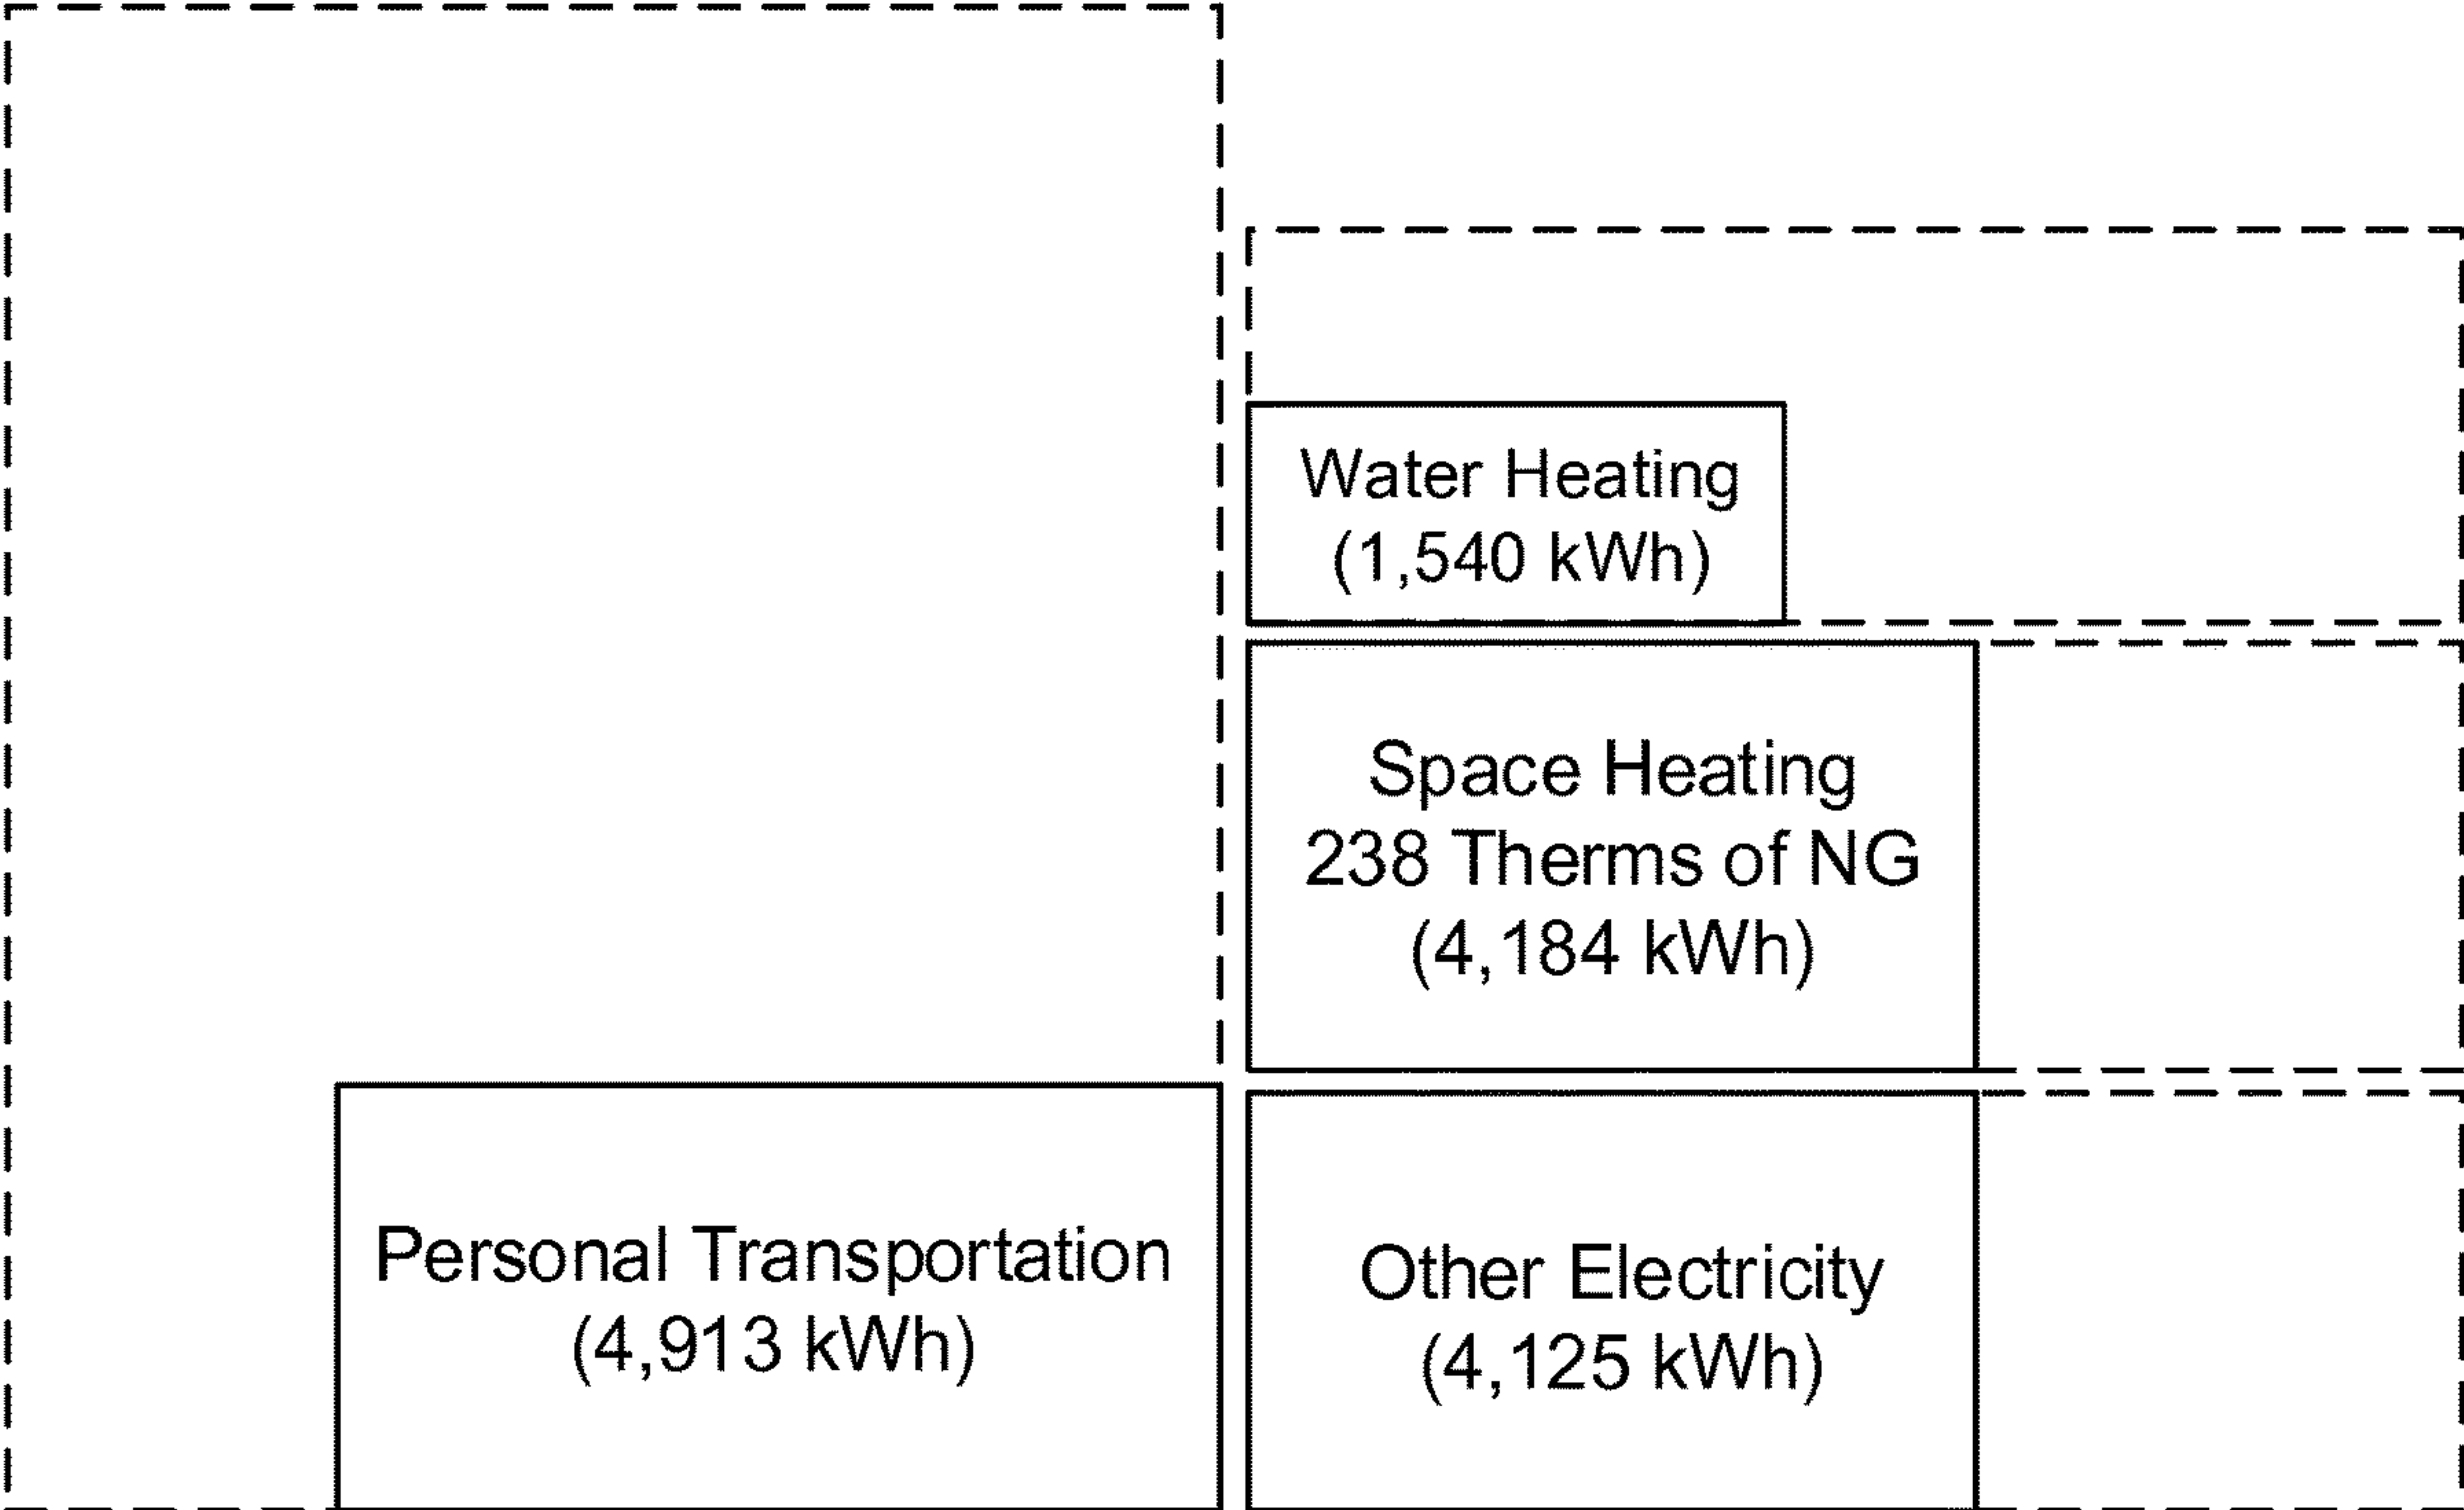 Water Heating
(1,540 kWh)
Space Heating
238 Therms of NG
(4,184 kWh)
Personal Transportation
(4,913 kWh)
Other Electricity
(4,125 kWh)